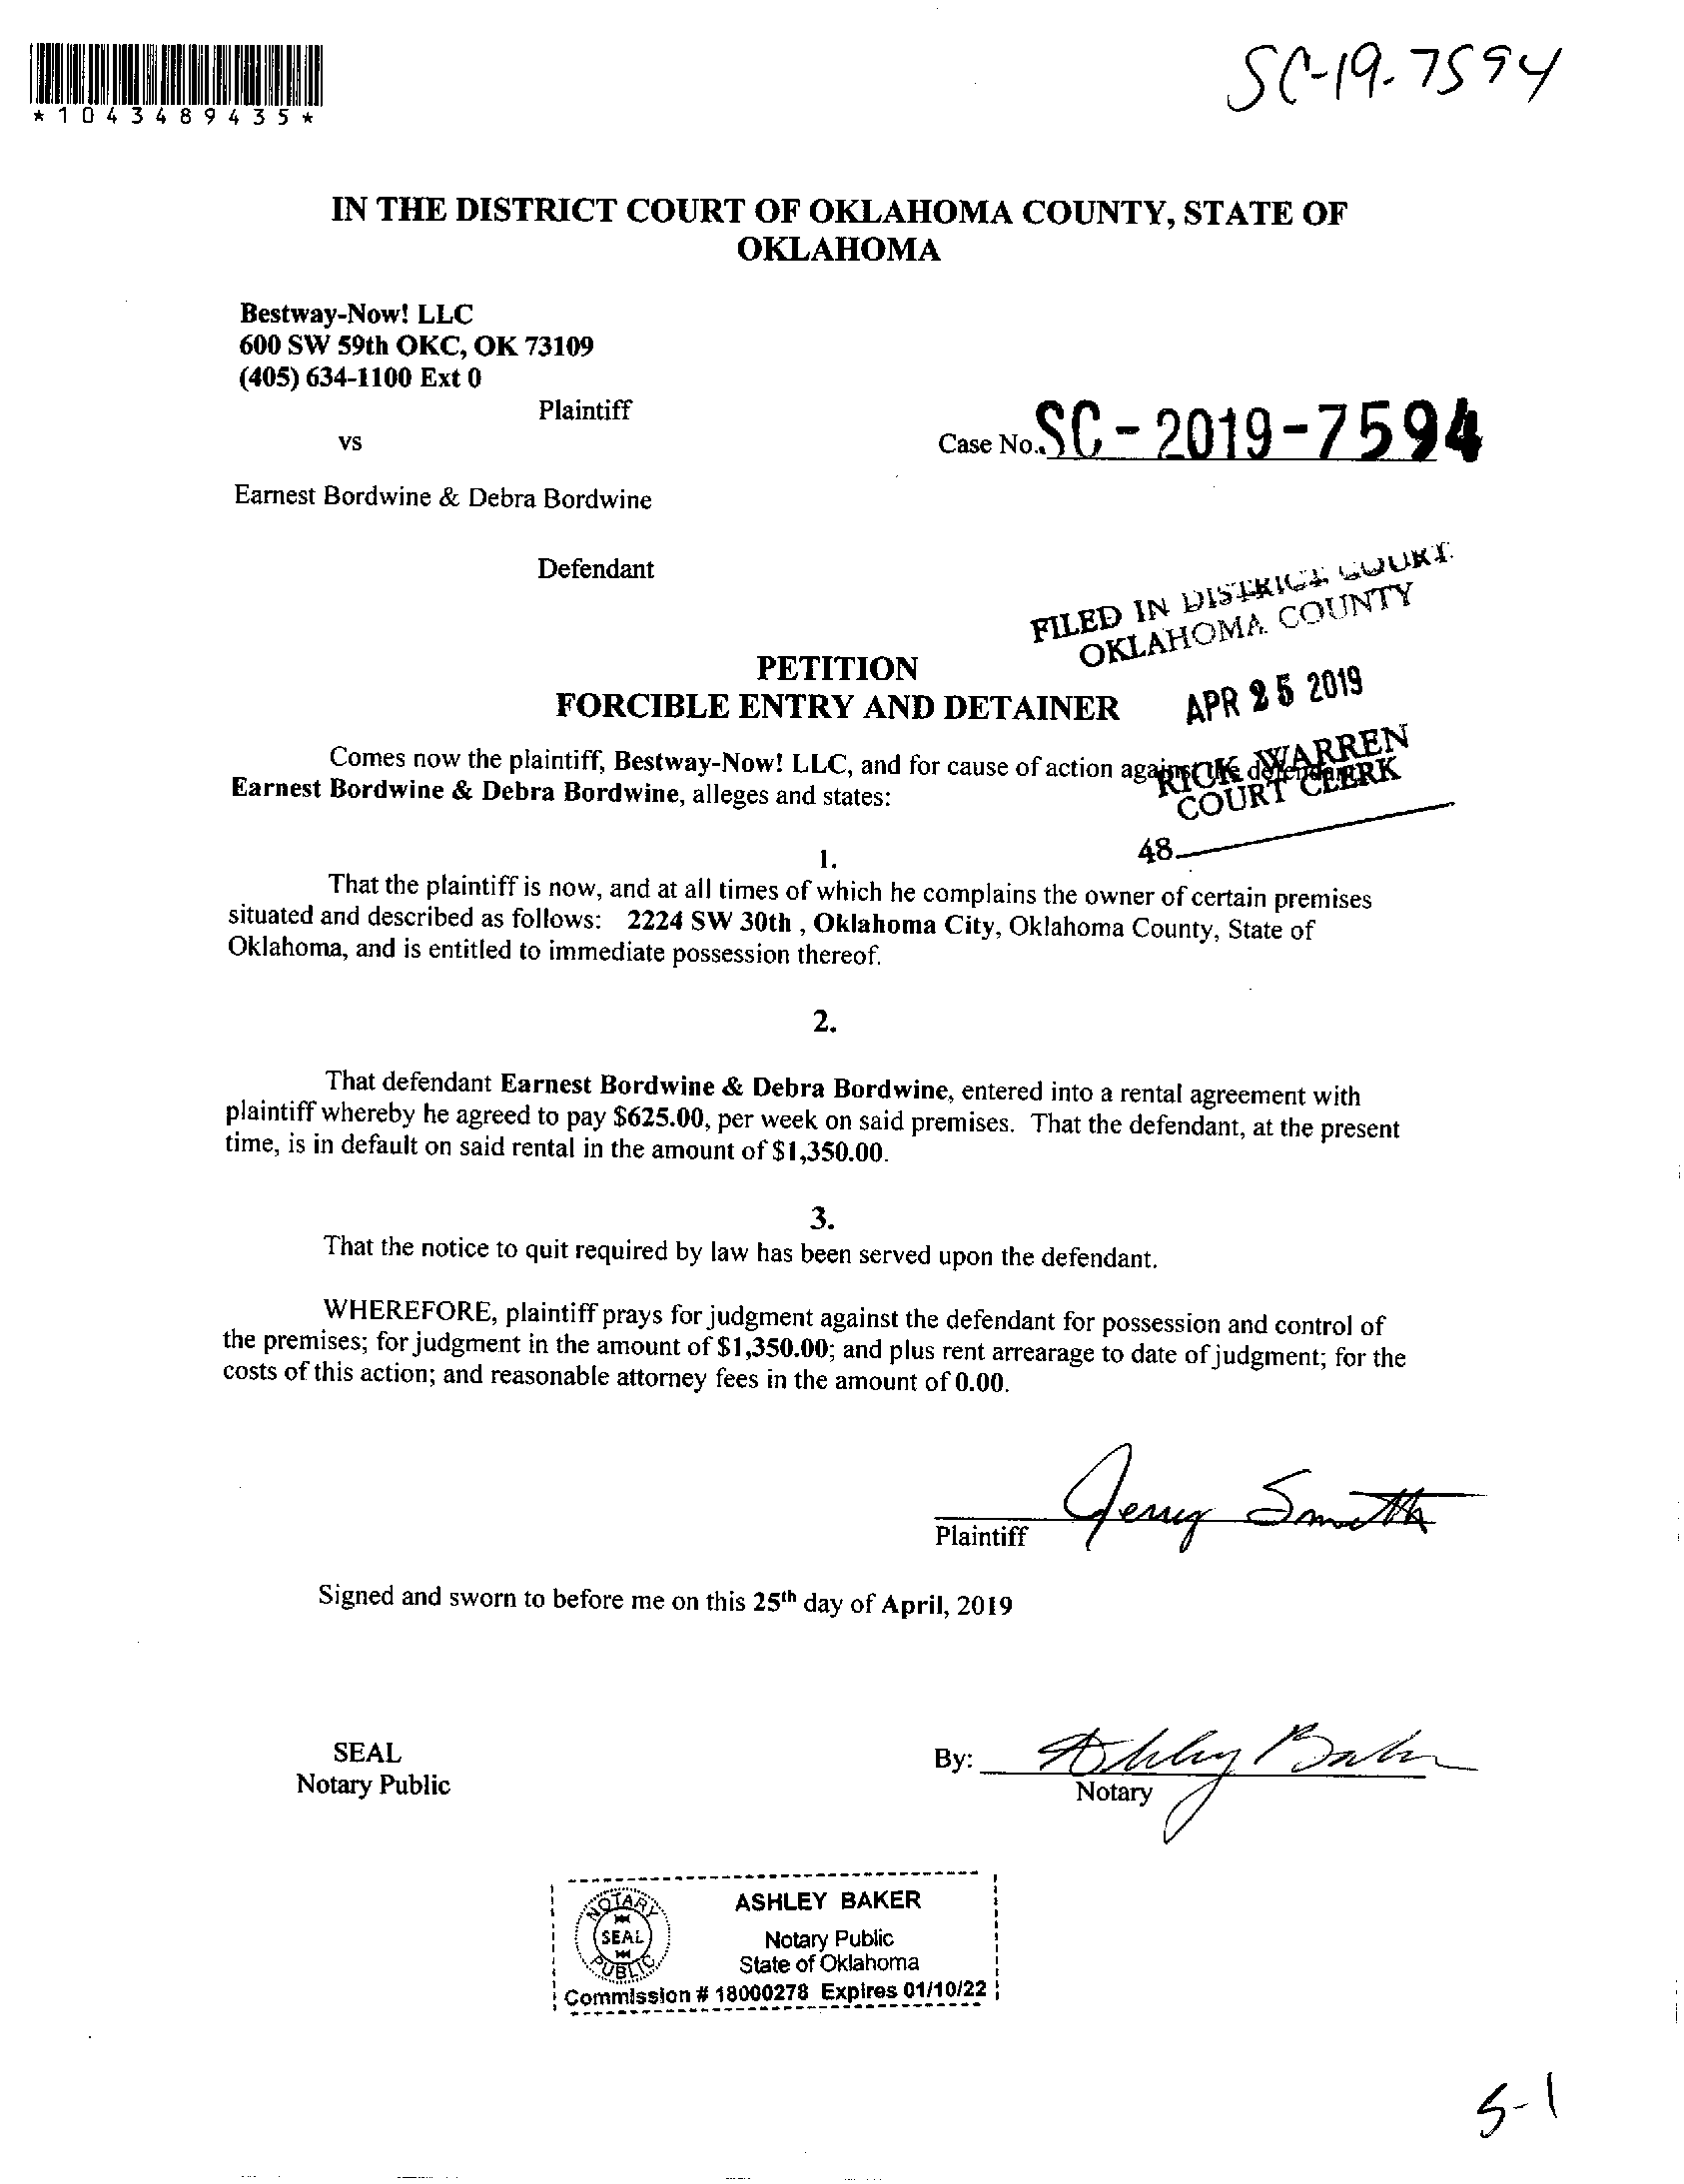 SC-19-7594
*1043489435*
IN THE DISTRICT COURT OF OKLAHOMA COUNTY, STATE OF
OKLAHOMA
Bestway-Now! LLC
600 SW 59th OKC, OK 73109
(405) 634-1100 Ext 0
Plaintiff
vs
Case No. SC-2019-7594
Earnest Bordwine & Debra Bordwine
Defendant
FILED IN DISTRICT COURT
OKLAHOMA COUNTY
APR 25 2019
RICK WARREN
COURT CLERK
48
PETITION
FORCIBLE ENTRY AND DETAINER
Comes now the plaintiff, Bestway-Now! LLC, and for cause of action against the defendant
Earnest Bordwine & Debra Bordwine, alleges and states:
1.
That the plaintiff is now, and at all times of which he complains the owner of certain premises
situated and described as follows: 2224 SW 30th , Oklahoma City, Oklahoma County, State of
Oklahoma, and is entitled to immediate possession thereof.
2.
That defendant Earnest Bordwine & Debra Bordwine, entered into a rental agreement with
plaintiff whereby he agreed to pay $625.00, per week on said premises. That the defendant, at the present
time, is in default on said rental in the amount of $1,350.00.
3.
That the notice to quit required by law has been served upon the defendant.
WHEREFORE, plaintiff prays for judgment against the defendant for possession and control of
the premises; for judgment in the amount of $1,350.00; and plus rent arrearage to date of judgment; for the
costs of this action; and reasonable attorney fees in the amount of 0.00.
Jerry Smith
Plaintiff
Signed and sworn to before me on this 25th day of April, 2019
SEAL
Notary Public
By: Ashley Baker
Notary
NOTARY
SEAL
PUBLIC
ASHLEY BAKER
Notary Public
State of Oklahoma
Commission # 18000278 Expires 01/10/22
5-1